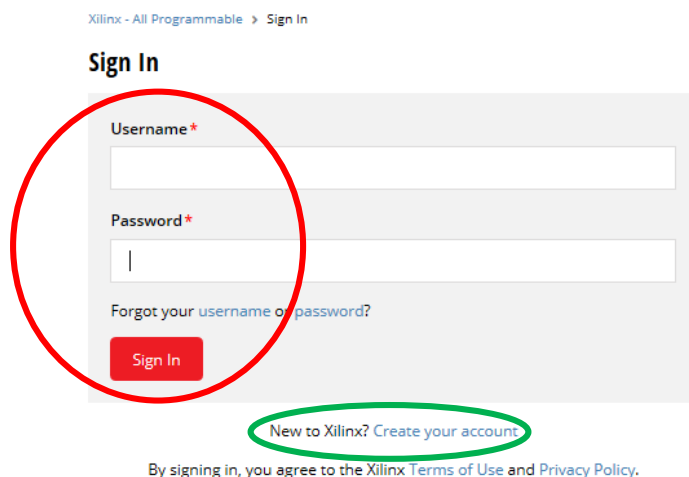 Xilinx - All Programmable > Sign In
Sign In
Username*
Password*
Forgot your username or password?
Sign In
New to Xilinx? Create your account
By signing in, you agree to the Xilinx Terms of Use and Privacy Policy.